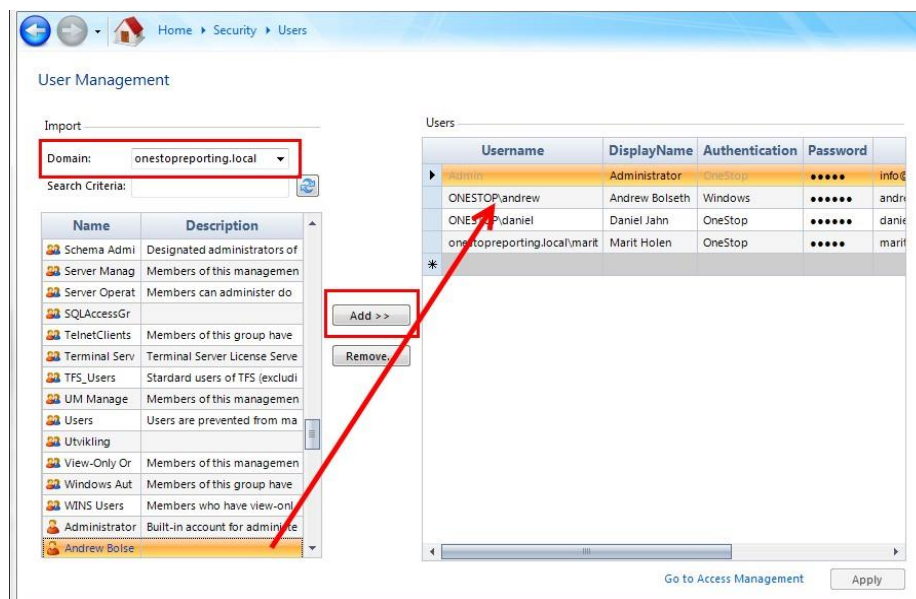 Home ▸ Security ▸ Users
User Management
Import
Domain: onestopreporting.local
Search Criteria:
Name Description
Schema Admi Designated administrators of
Server Manag Members of this managemen
Server Operat Members can administer do
SQLAccessGr
TelnetClients Members of this group have
Terminal Serv Terminal Server License Serve
TFS_Users Stardard users of TFS (excludi
UM Manage Members of this managemen
Users Users are prevented from ma
Utvikling
View-Only Or Members of this managemen
Windows Aut Members of this group have
WINS Users Members who have view-onl
Administrator Built-in account for administe
Andrew Bolse
Add >>
Remove..
Users
Username DisplayName Authentication Password
Admin Administrator OneStop ●●●●● info@
ONESTOP\andrew Andrew Bolseth Windows ●●●●●● andre
ONESTOP\daniel Daniel Jahn OneStop ●●●●●● danie
onestopreporting.local\marit Marit Holen OneStop ●●●●● marit
Go to Access Management
Apply